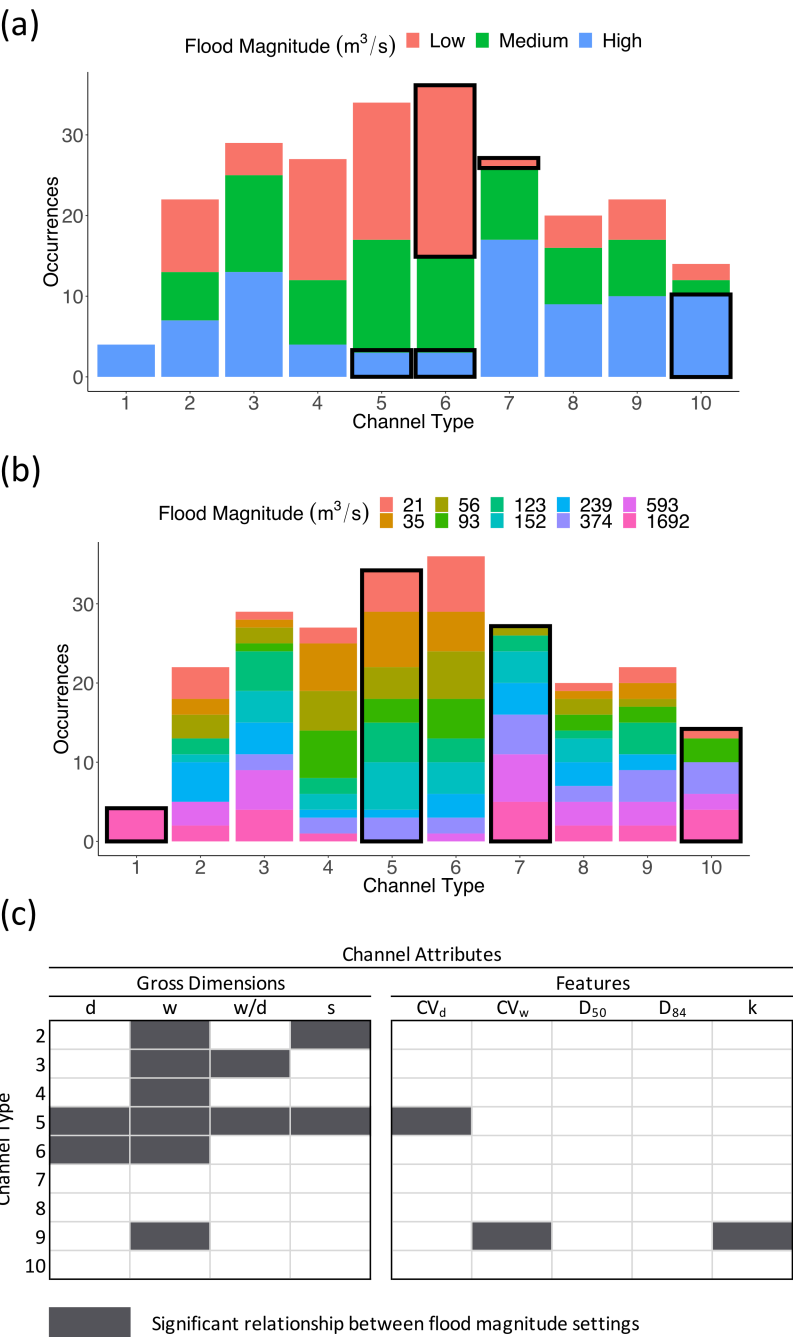 (a)
Flood Magnitude (m³/s) Low Medium High
30
20
10
0
Occurrences
1 2 3 4 5 6 7 8 9 10
Channel Type
(b)
Flood Magnitude (m³/s) 21 56 123 239 593
35 93 152 374 1692
30
20
10
0
Occurrences
1 2 3 4 5 6 7 8 9 10
Channel Type
(c)
Channel Attributes
Gross Dimensions Features
d w w/d s CVd CVw D50 D84 k
Channel Type
2
3
4
5
6
7
8
9
10
Significant relationship between flood magnitude settings